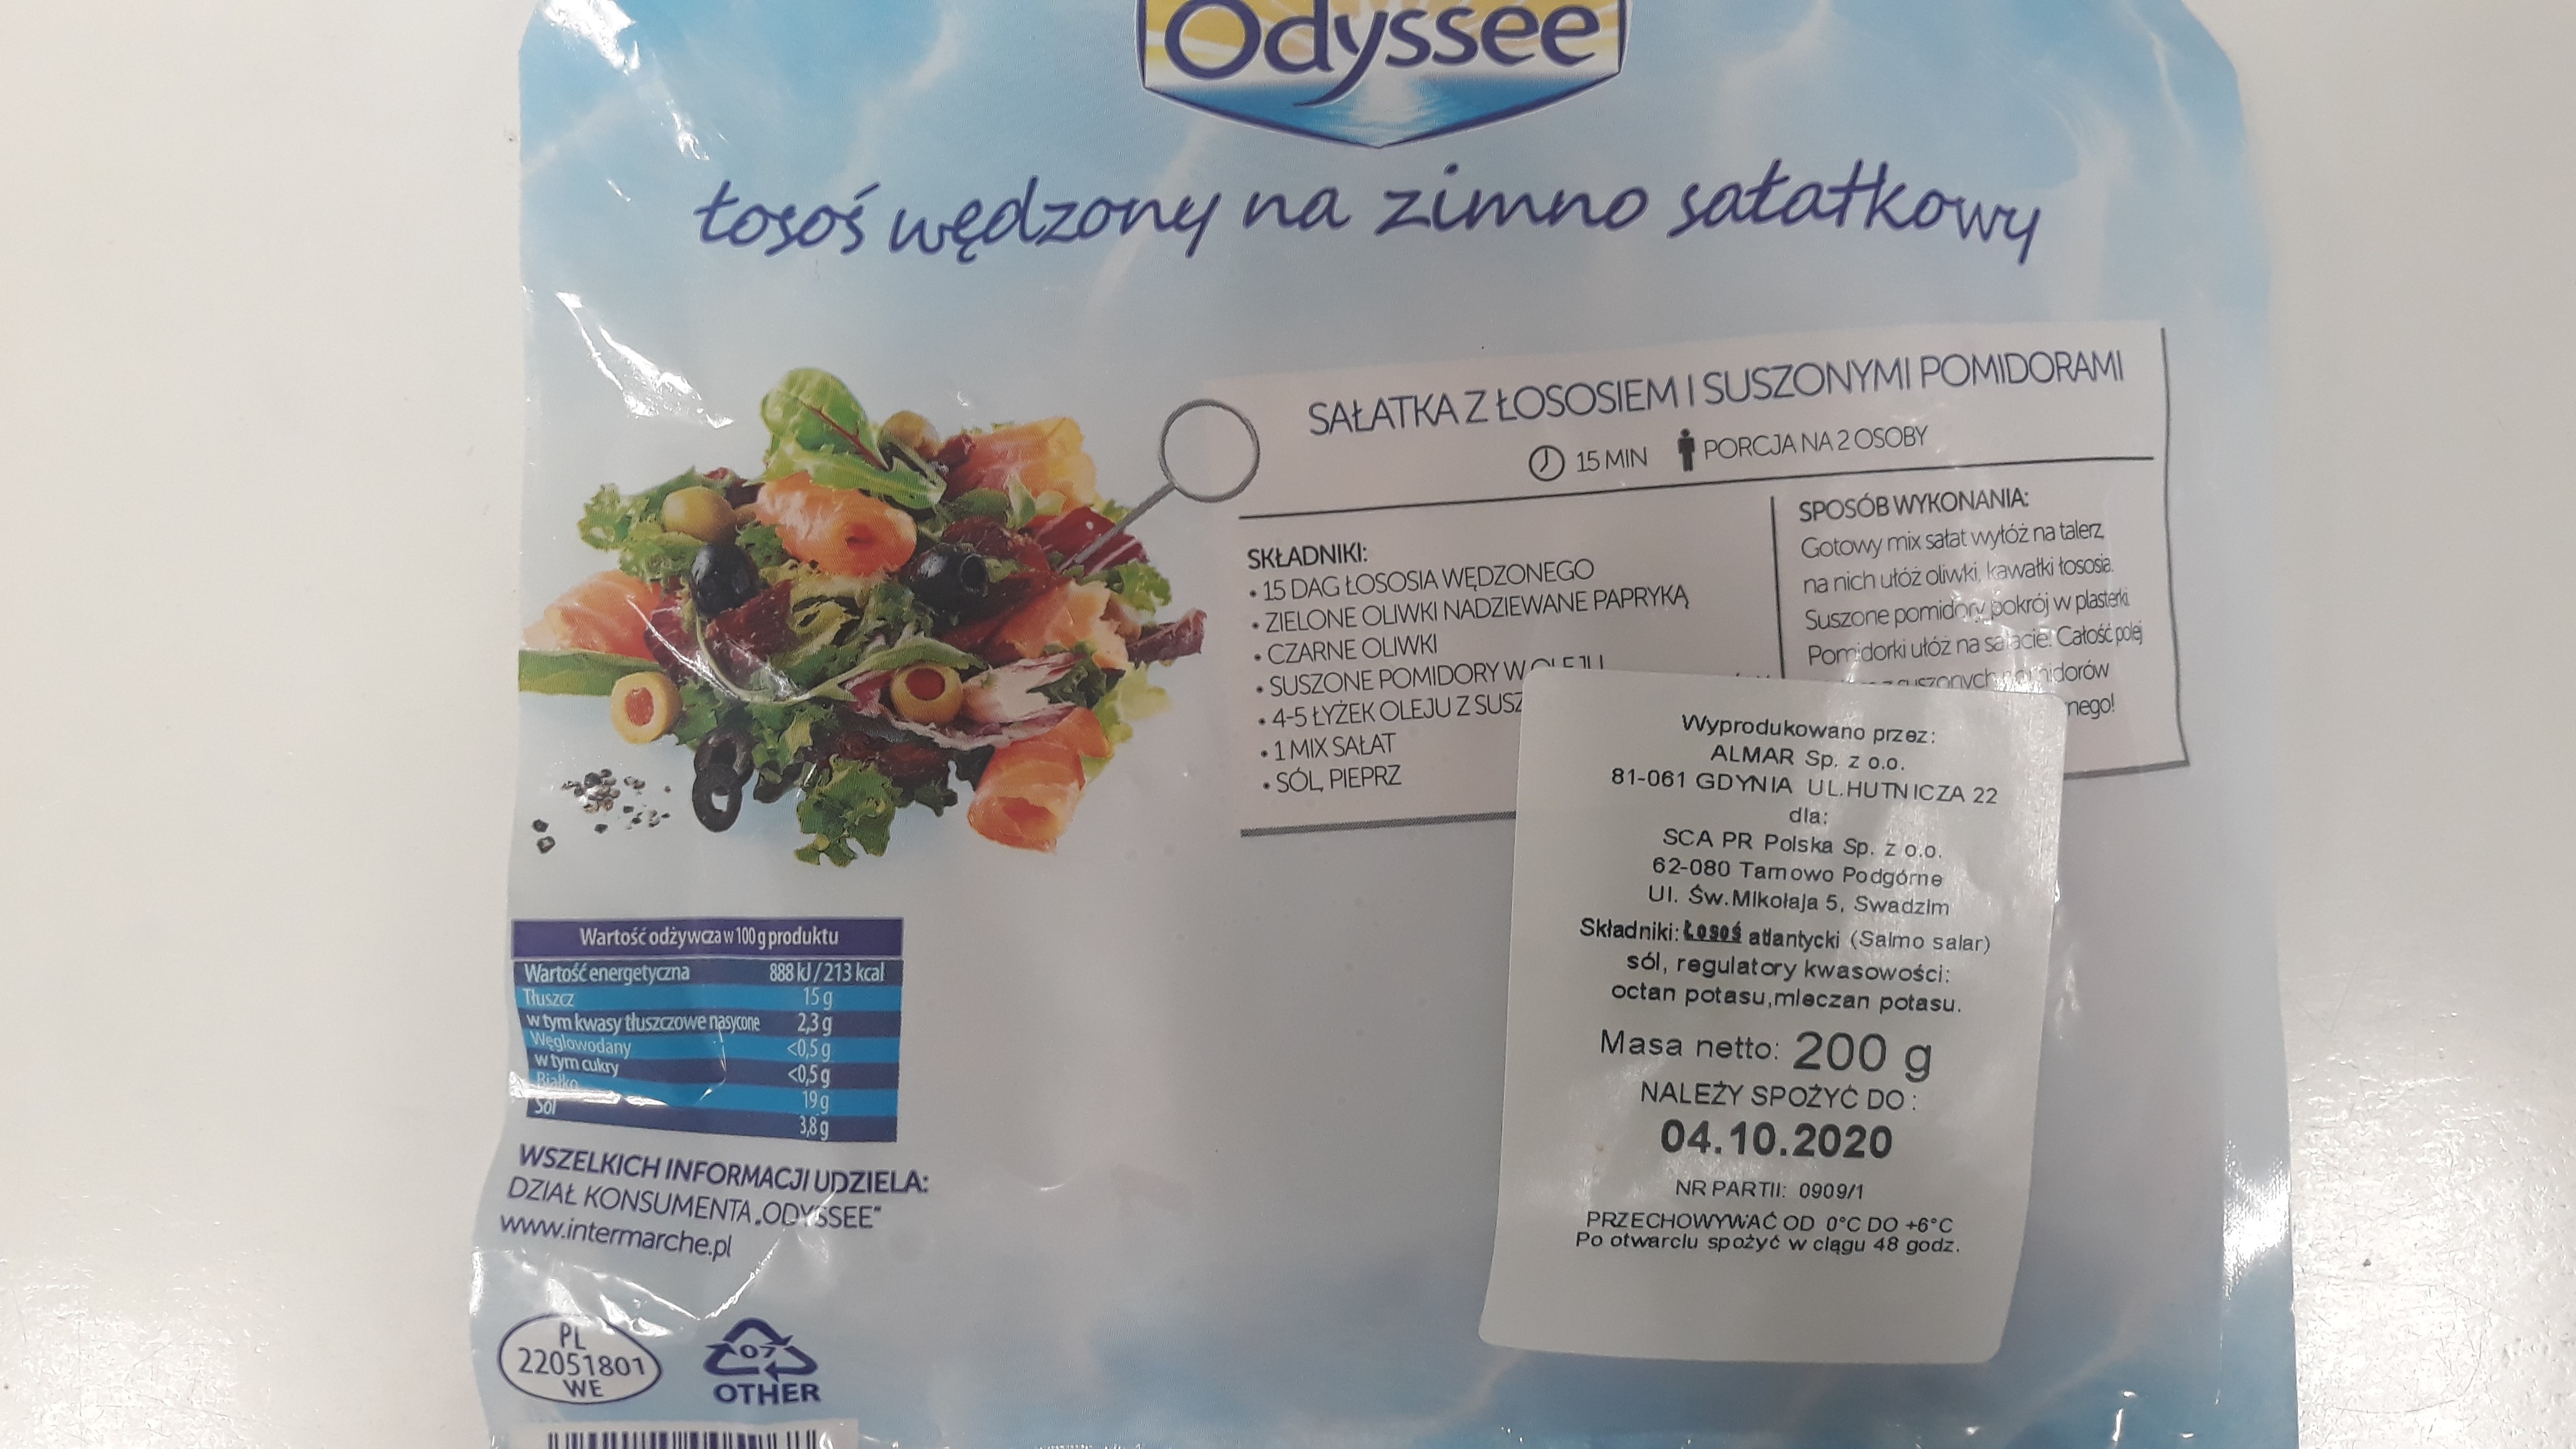 Odyssee
łosoś wędzony na zimno sałatkowy
SAŁATKA Z ŁOSOSIEM I SUSZONYMI POMIDORAMI
15 MIN PORCJA NA 2 OSOBY
SKŁADNIKI:
• 15 DAG ŁOSOSIA WĘDZONEGO
• ZIELONE OLIWKI NADZIEWANE PAPRYKĄ
• CZARNE OLIWKI
• SUSZONE POMIDORY W OLEJU
• 4-5 ŁYŻEK OLEJU Z SUSZ
• 1 MIX SAŁAT
• SÓL, PIEPRZ
SPOSÓB WYKONANIA:
Gotowy mix sałat wyłóż na talerz,
na nich ułóż oliwki, kawałki łososia.
Suszone pomidory pokrój w plasterki.
Pomidorki ułóż na sałacie. Całość polej
z suszonych pomidorów
nego!
Wyprodukowano przez:
ALMAR Sp. z o.o.
81-061 GDYNIA UL.HUTNICZA 22
dla:
SCA PR Polska Sp. z o.o.
62-080 Tarnowo Podgórne
Ul. Św.Mikołaja 5, Swadzim
Składniki: Łosoś atlantycki (Salmo salar)
sól, regulatory kwasowości:
octan potasu,mleczan potasu.
Masa netto: 200 g
NALEŻY SPOŻYĆ DO :
04.10.2020
NR PARTII: 0909/1
PRZECHOWYWAĆ OD 0°C DO +6°C
Po otwarciu spożyć w ciągu 48 godz.
Wartość odżywcza w 100 g produktu
Wartość energetyczna 888 kJ / 213 kcal
Tłuszcz 15 g
w tym kwasy tłuszczowe nasycone 2,3 g
Węglowodany <0,5 g
w tym cukry <0,5 g
Białko 19 g
Sól 3,8 g
WSZELKICH INFORMACJI UDZIELA:
DZIAŁ KONSUMENTA „ODYSSEE"
www.intermarche.pl
PL
22051801
WE
07
OTHER